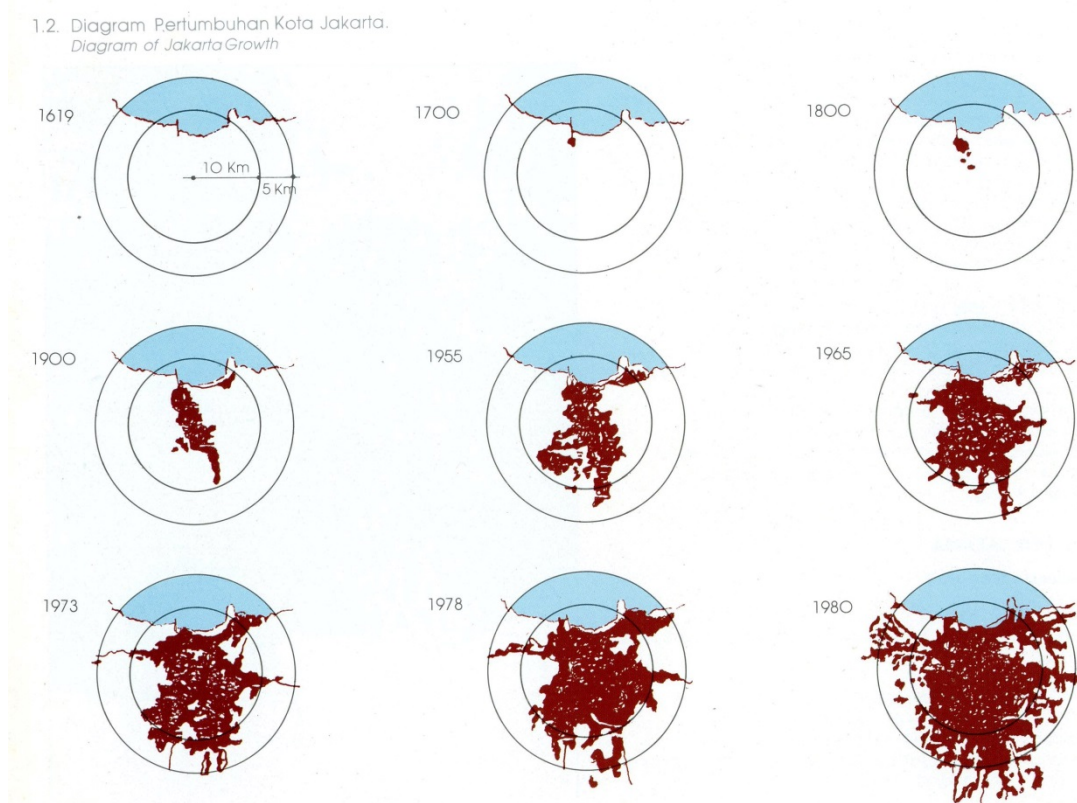 1.2. Diagram Pertumbuhan Kota Jakarta.
Diagram of Jakarta Growth
1619
1700
1800
10 Km
5 Km
1900
1955
1965
1973
1978
1980